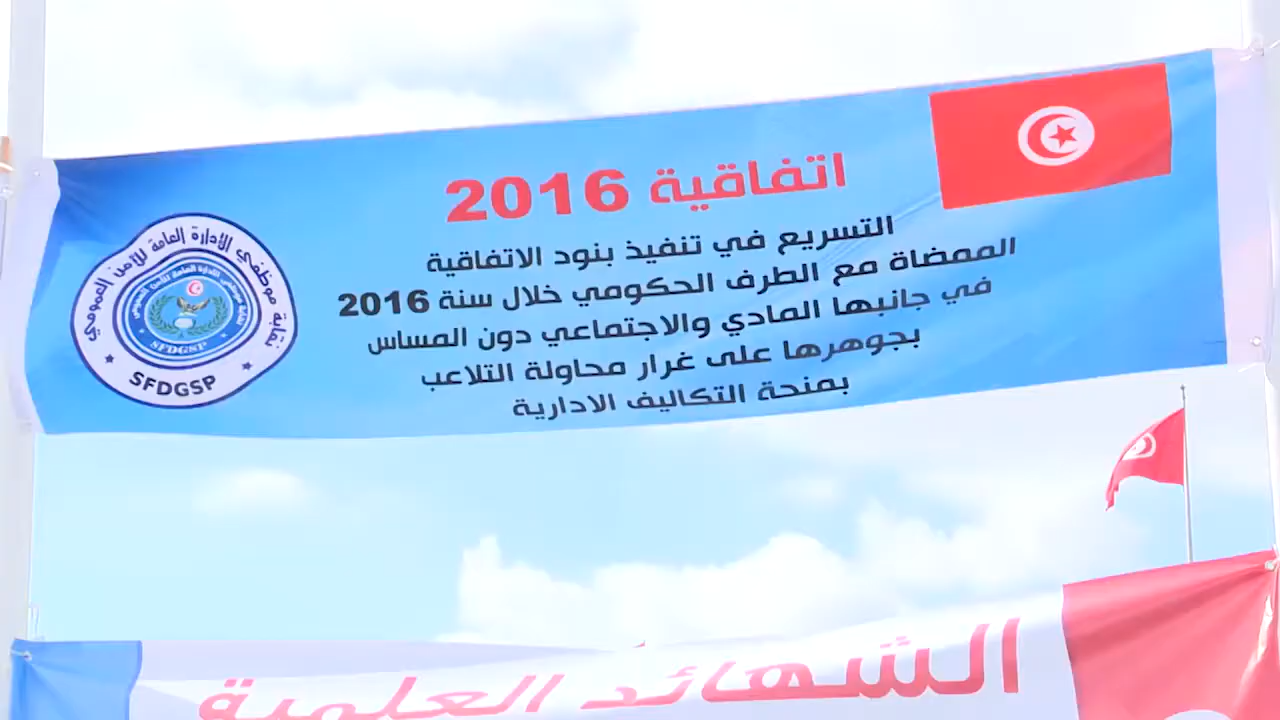 اتفاقية 2016
التسريع في تنفيذ بنود الاتفاقية
الممضاة مع الطرف الحكومي خلال سنة 2016
في جانبها المادي والاجتماعي دون المساس
بجوهرها على غرار محاولة التلاعب
بمنحة التكاليف الادارية
نقابة موظفي الإدارة العامة للأمن العمومي
SFDGSP
SFDGSP
الشهائد العلمية